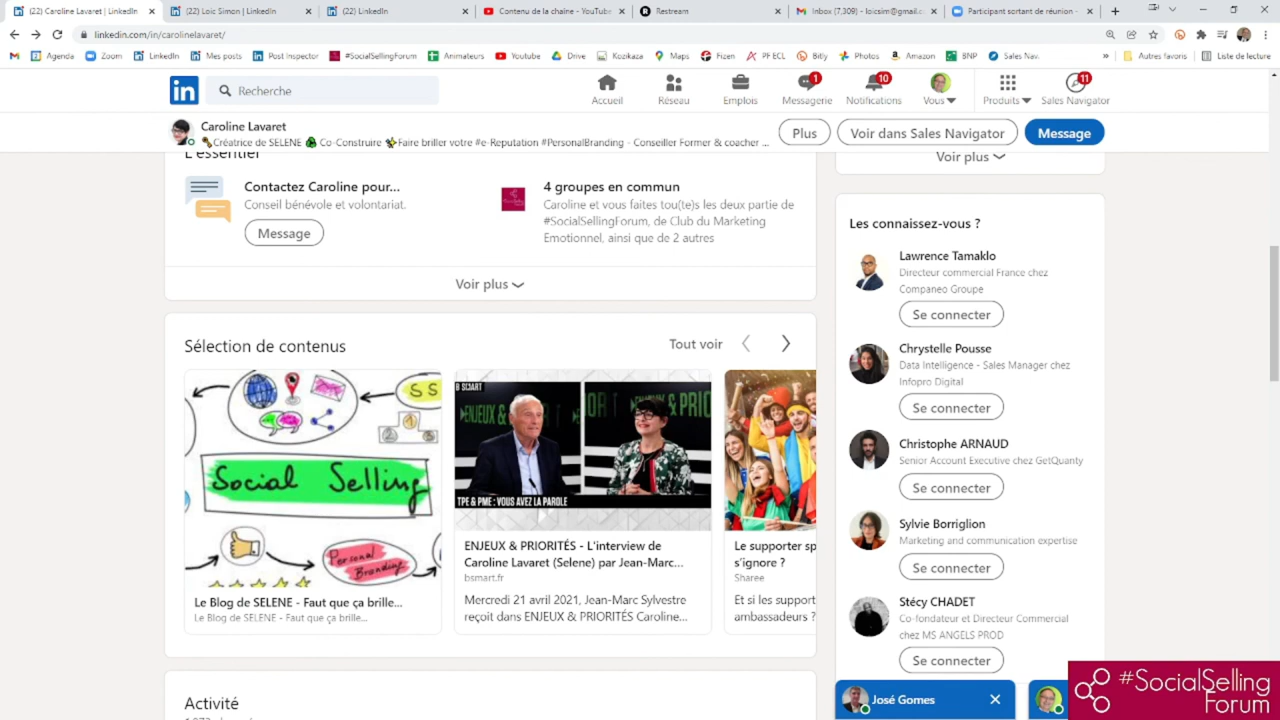 (22) Caroline Lavaret | LinkedIn
(22) Loic Simon | LinkedIn
(22) LinkedIn
Contenu de la chaîne - YouTube
Restream
Inbox (7,309) - loicsim@gmail.c
Participant sortant de réunion -
linkedin.com/in/carolinelavaret/
Agenda
Zoom
LinkedIn
Mes posts
Post Inspector
#SocialSellingForum
Animateurs
Youtube
Drive
Kozikaza
Maps
Fizen
PF ECL
Bitly
Photos
Amazon
BNP
Sales Nav.
»
Autres favoris
Liste de lecture
in
Recherche
Accueil
Réseau
Emplois
1
Messagerie
10
Notifications
Vous
Produits
11
Sales Navigator
Caroline Lavaret
Créatrice de SELENE Co-Construire Faire briller votre #e-Reputation #PersonalBranding - Conseiller Former & coacher ...
Plus
Voir dans Sales Navigator
Message
L'essentiel
Contactez Caroline pour...
Conseil bénévole et volontariat.
Message
4 groupes en commun
Caroline et vous faites tou(te)s les deux partie de
#SocialSellingForum, de Club du Marketing
Emotionnel, ainsi que de 2 autres
Voir plus
Sélection de contenus
Tout voir
SS
Social Selling
Personal
Branding
Le Blog de SELENE - Faut que ça brille...
Le Blog de SELENE - Faut que ça brille...
B SMART
ENJEUX & PRIO
TPE & PME : VOUS AVEZ LA PAROLE
ENJEUX & PRIORITÉS - L'interview de
Caroline Lavaret (Selene) par Jean-Marc...
bsmart.fr
Mercredi 21 avril 2021, Jean-Marc Sylvestre
reçoit dans ENJEUX & PRIORITÉS Caroline...
Le supporter sp
s'ignore ?
Sharee
Et si les support
ambassadeurs ?
Activité
Voir plus
Les connaissez-vous ?
Lawrence Tamaklo
Directeur commercial France chez
Companeo Groupe
Se connecter
Chrystelle Pousse
Data Intelligence - Sales Manager chez
Infopro Digital
Se connecter
Christophe ARNAUD
Senior Account Executive chez GetQuanty
Se connecter
Sylvie Borriglion
Marketing and communication expertise
Se connecter
Stécy CHADET
Co-fondateur et Directeur Commercial
chez MS ANGELS PROD
Se connecter
José Gomes
#SocialSelling
Forum